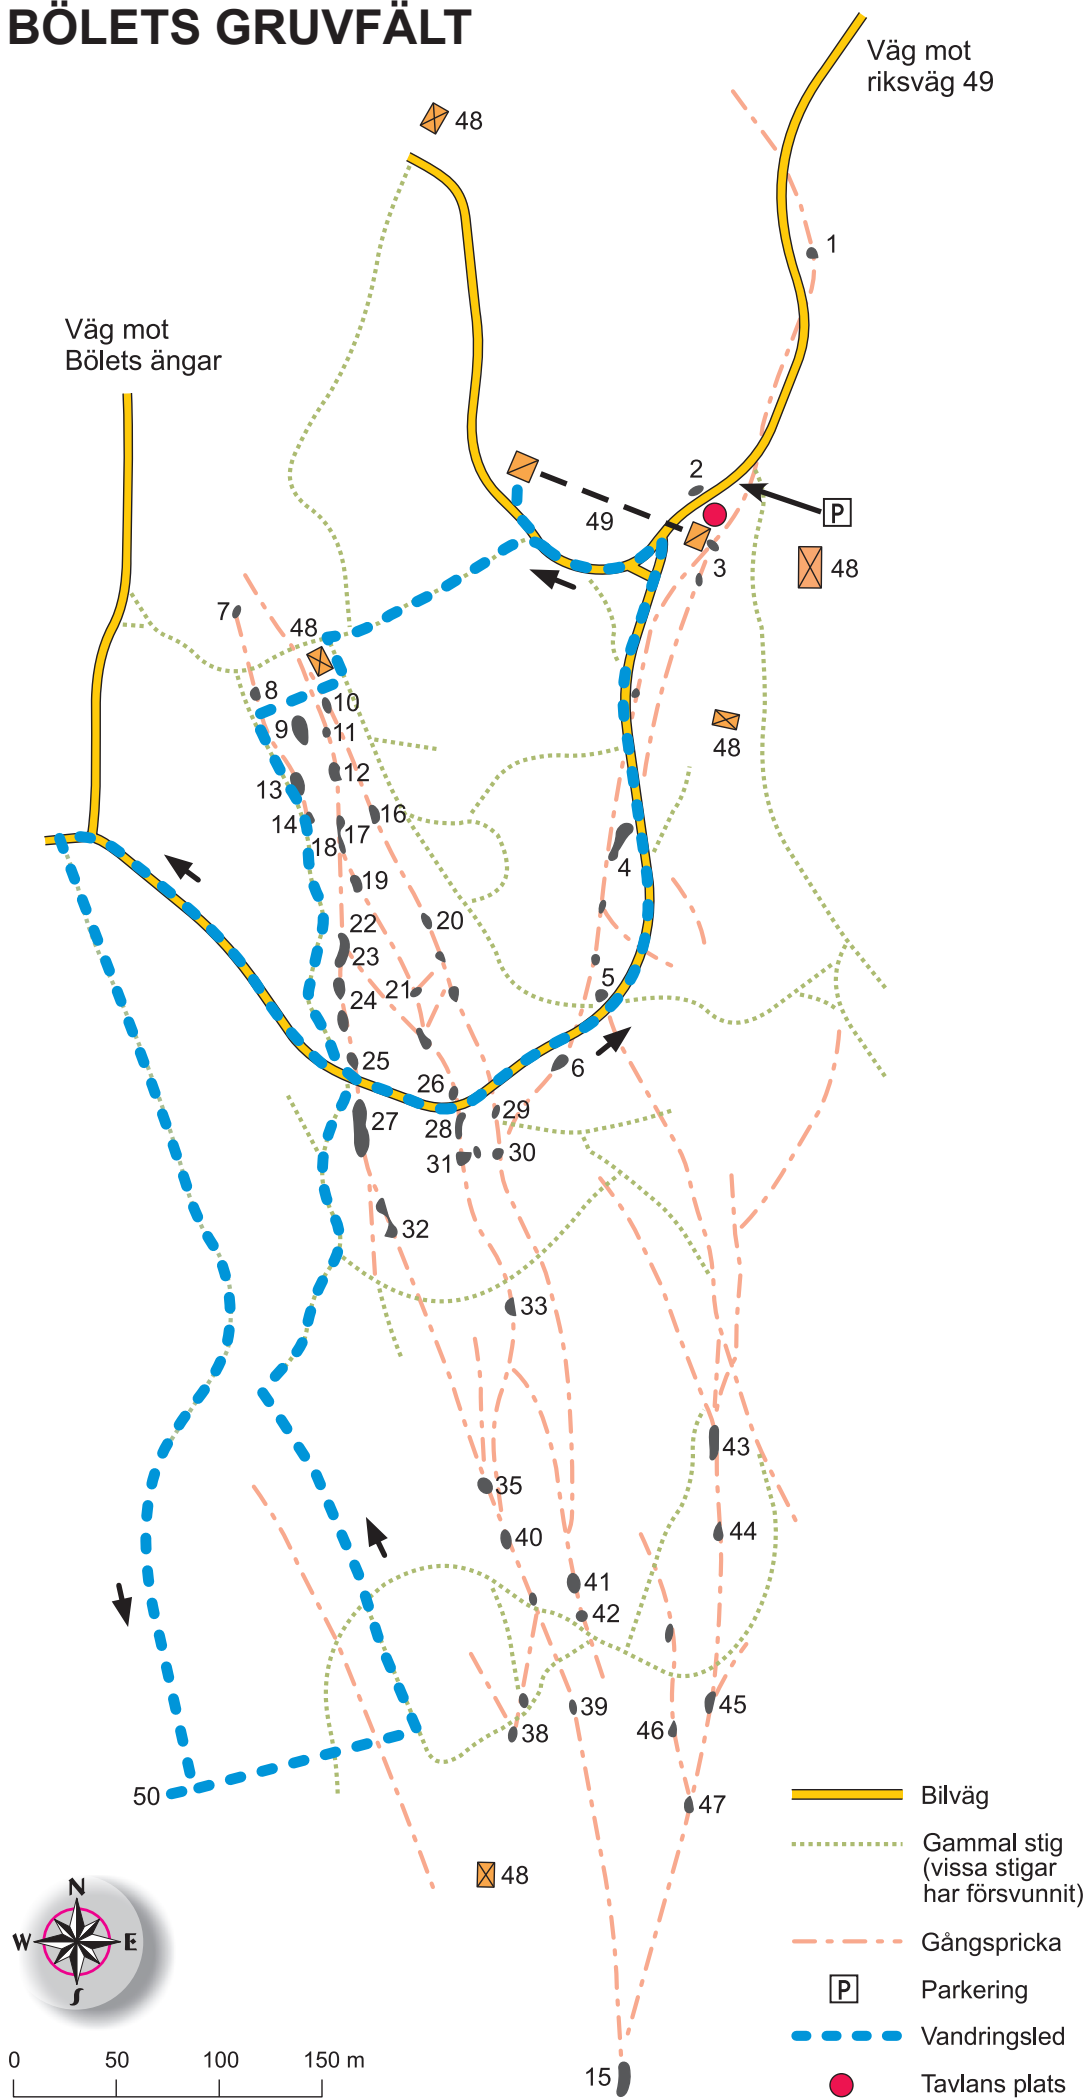 BÖLETS GRUVFÄLT
Väg mot
riksväg 49
48
1
Väg mot
Bölets ängar
2
P
49
3
48
7
48
8
10
9
11
48
12
13
16
14
17
18
4
19
20
22
23
21
5
24
25
6
26
29
27
28
30
31
32
33
43
35
44
40
41
42
45
39
46
38
50
47
Bilväg
Gammal stig
(vissa stigar
har försvunnit)
48
N
W
E
S
Gångspricka
P
Parkering
Vandringsled
0 50 100 150 m
15
Tavlans plats